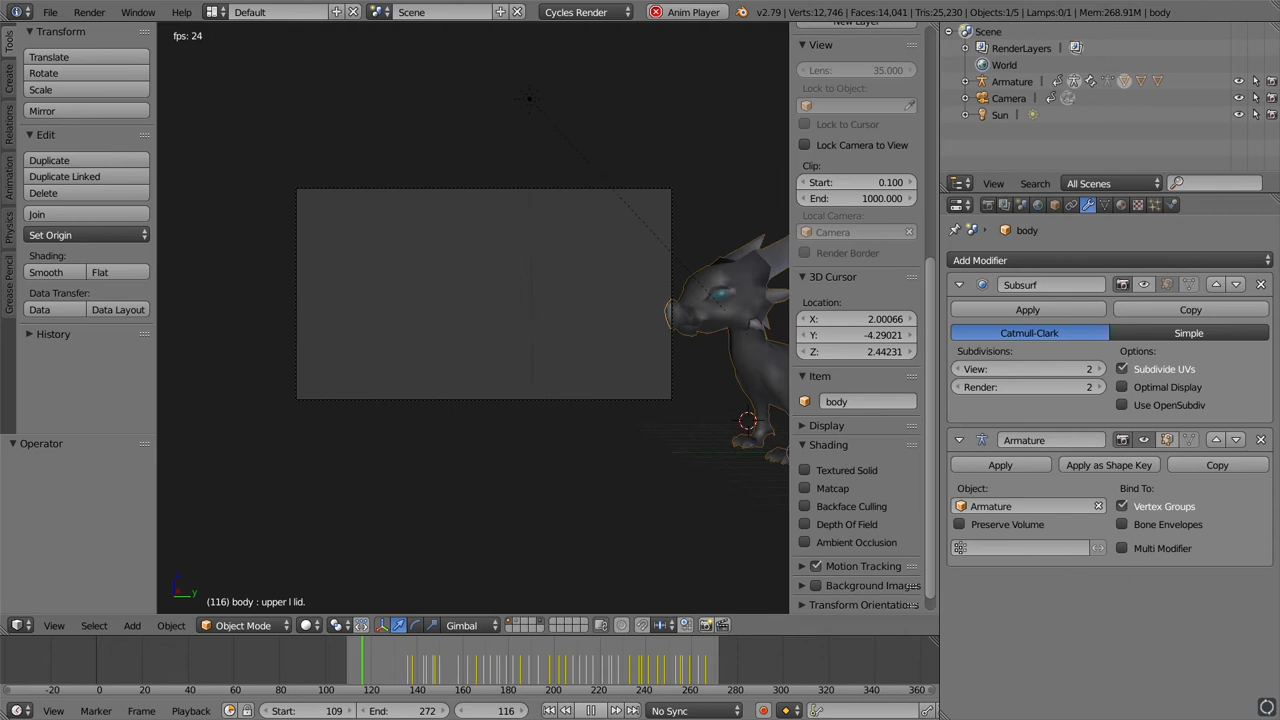 File Render Window Help Default Scene Cycles Render Anim Player v2.79 | Verts:12,746 | Faces:14,041 | Tris:25,230 | Objects:1/5 | Lamps:0/1 | Mem:268.91M | body
Tools
Create
Relations
Animation
Physics
Grease Pencil
Transform
Translate
Rotate
Scale
Mirror
Edit
Duplicate
Duplicate Linked
Delete
Join
Set Origin
Shading:
Smooth Flat
Data Transfer:
Data Data Layout
History
Operator
fps: 24
z
y
(116) body : upper l lid.
New Layer
View
Lens: 35.000
Lock to Object:
Lock to Cursor
Lock Camera to View
Clip:
Start: 0.100
End: 1000.000
Local Camera:
Camera
Render Border
3D Cursor
Location:
X: 2.00066
Y: -4.29021
Z: 2.44231
Item
body
Display
Shading
Textured Solid
Matcap
Backface Culling
Depth Of Field
Ambient Occlusion
Motion Tracking
Background Images
Transform Orientations
Scene
RenderLayers
World
Armature
Camera
Sun
View Search All Scenes
body
Add Modifier
Subsurf
Apply Copy
Catmull-Clark Simple
Subdivisions: Options:
View: 2 Subdivide UVs
Render: 2 Optimal Display
Use OpenSubdiv
Armature
Apply Apply as Shape Key Copy
Object: Bind To:
Armature Vertex Groups
Preserve Volume Bone Envelopes
Multi Modifier
View Select Add Object Object Mode Gimbal
-20 0 20 40 60 80 100 120 140 160 180 200 220 240 260 280 300 320 340 360
View Marker Frame Playback Start: 109 End: 272 116 No Sync